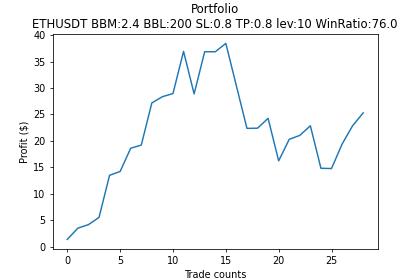 Portfolio
ETHUSDT BBM:2.4 BBL:200 SL:0.8 TP:0.8 lev:10 WinRatio:76.0
40
35
30
25
20
15
10
5
0
Profit ($)
0 5 10 15 20 25
Trade counts